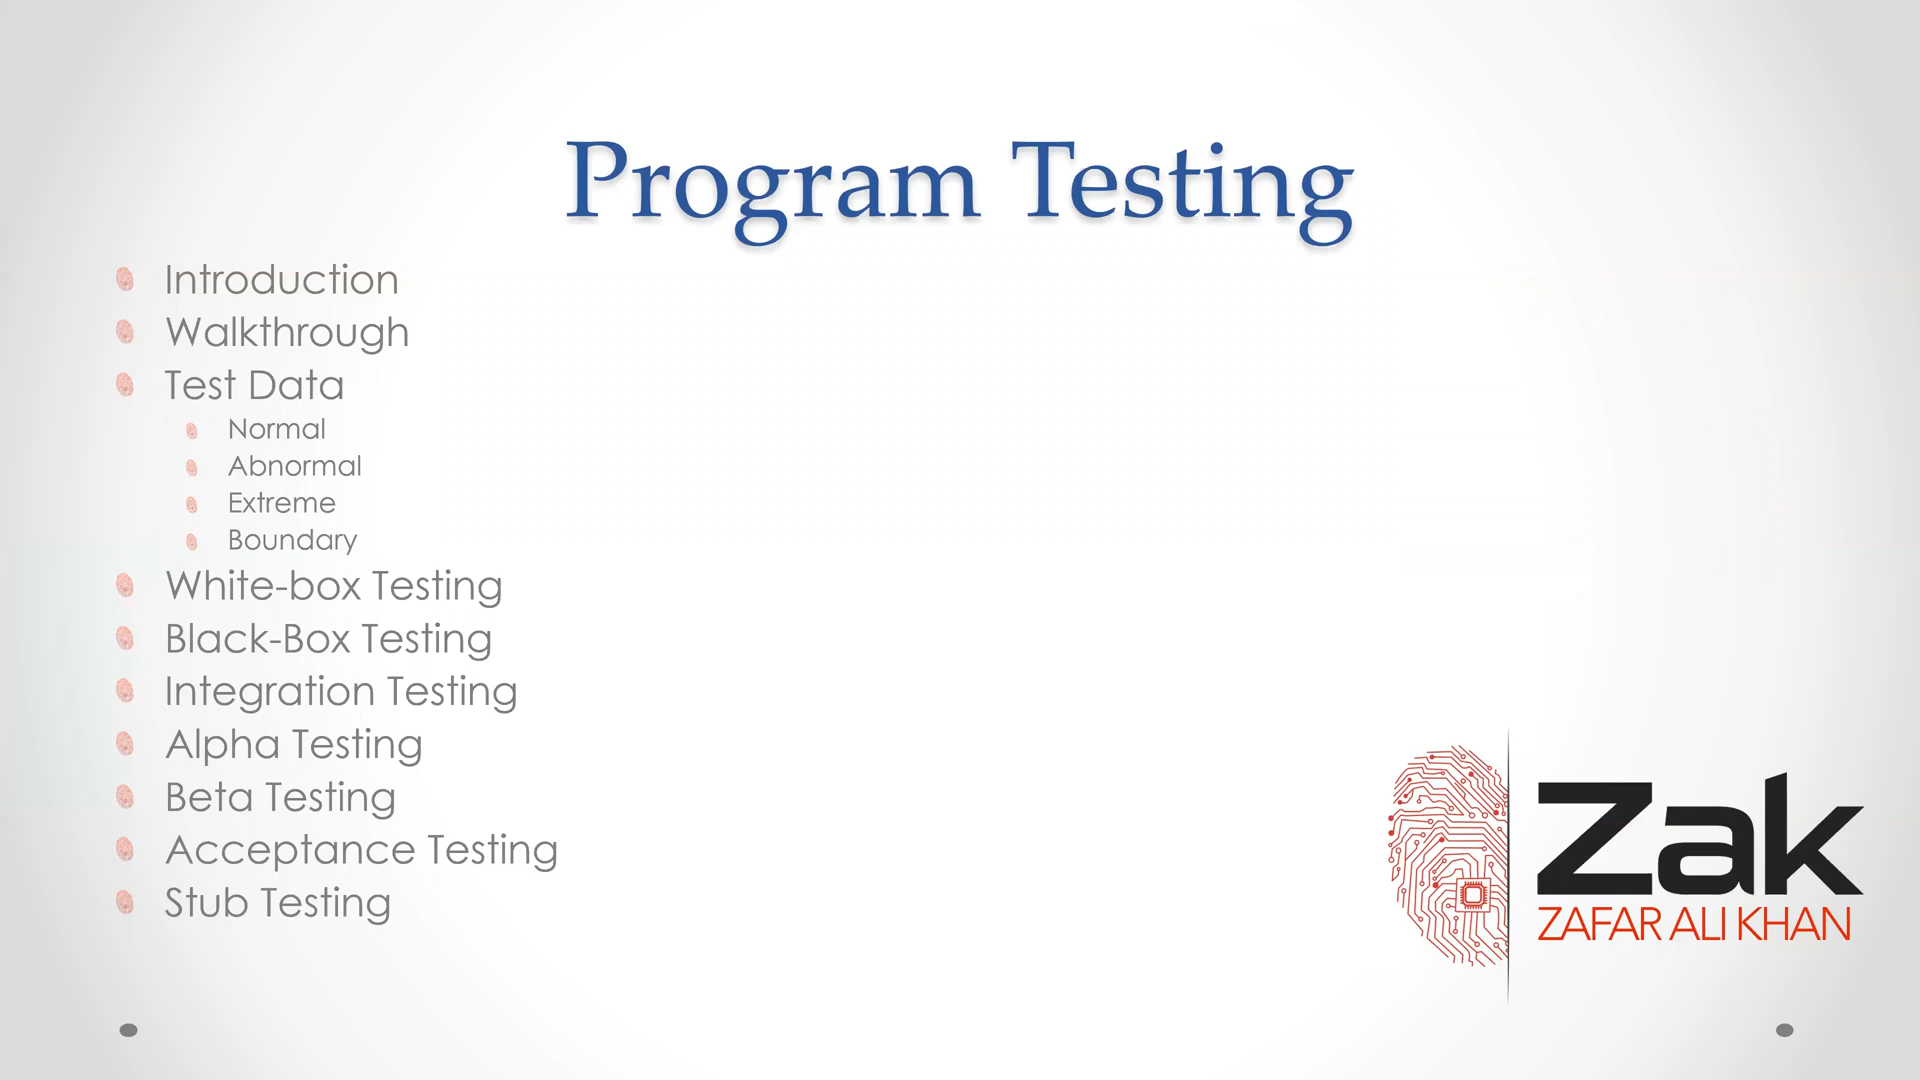 Program Testing
Introduction
Walkthrough
Test Data
Normal
Abnormal
Extreme
Boundary
White-box Testing
Black-Box Testing
Integration Testing
Alpha Testing
Beta Testing
Acceptance Testing
Stub Testing
Zak
ZAFAR ALI KHAN